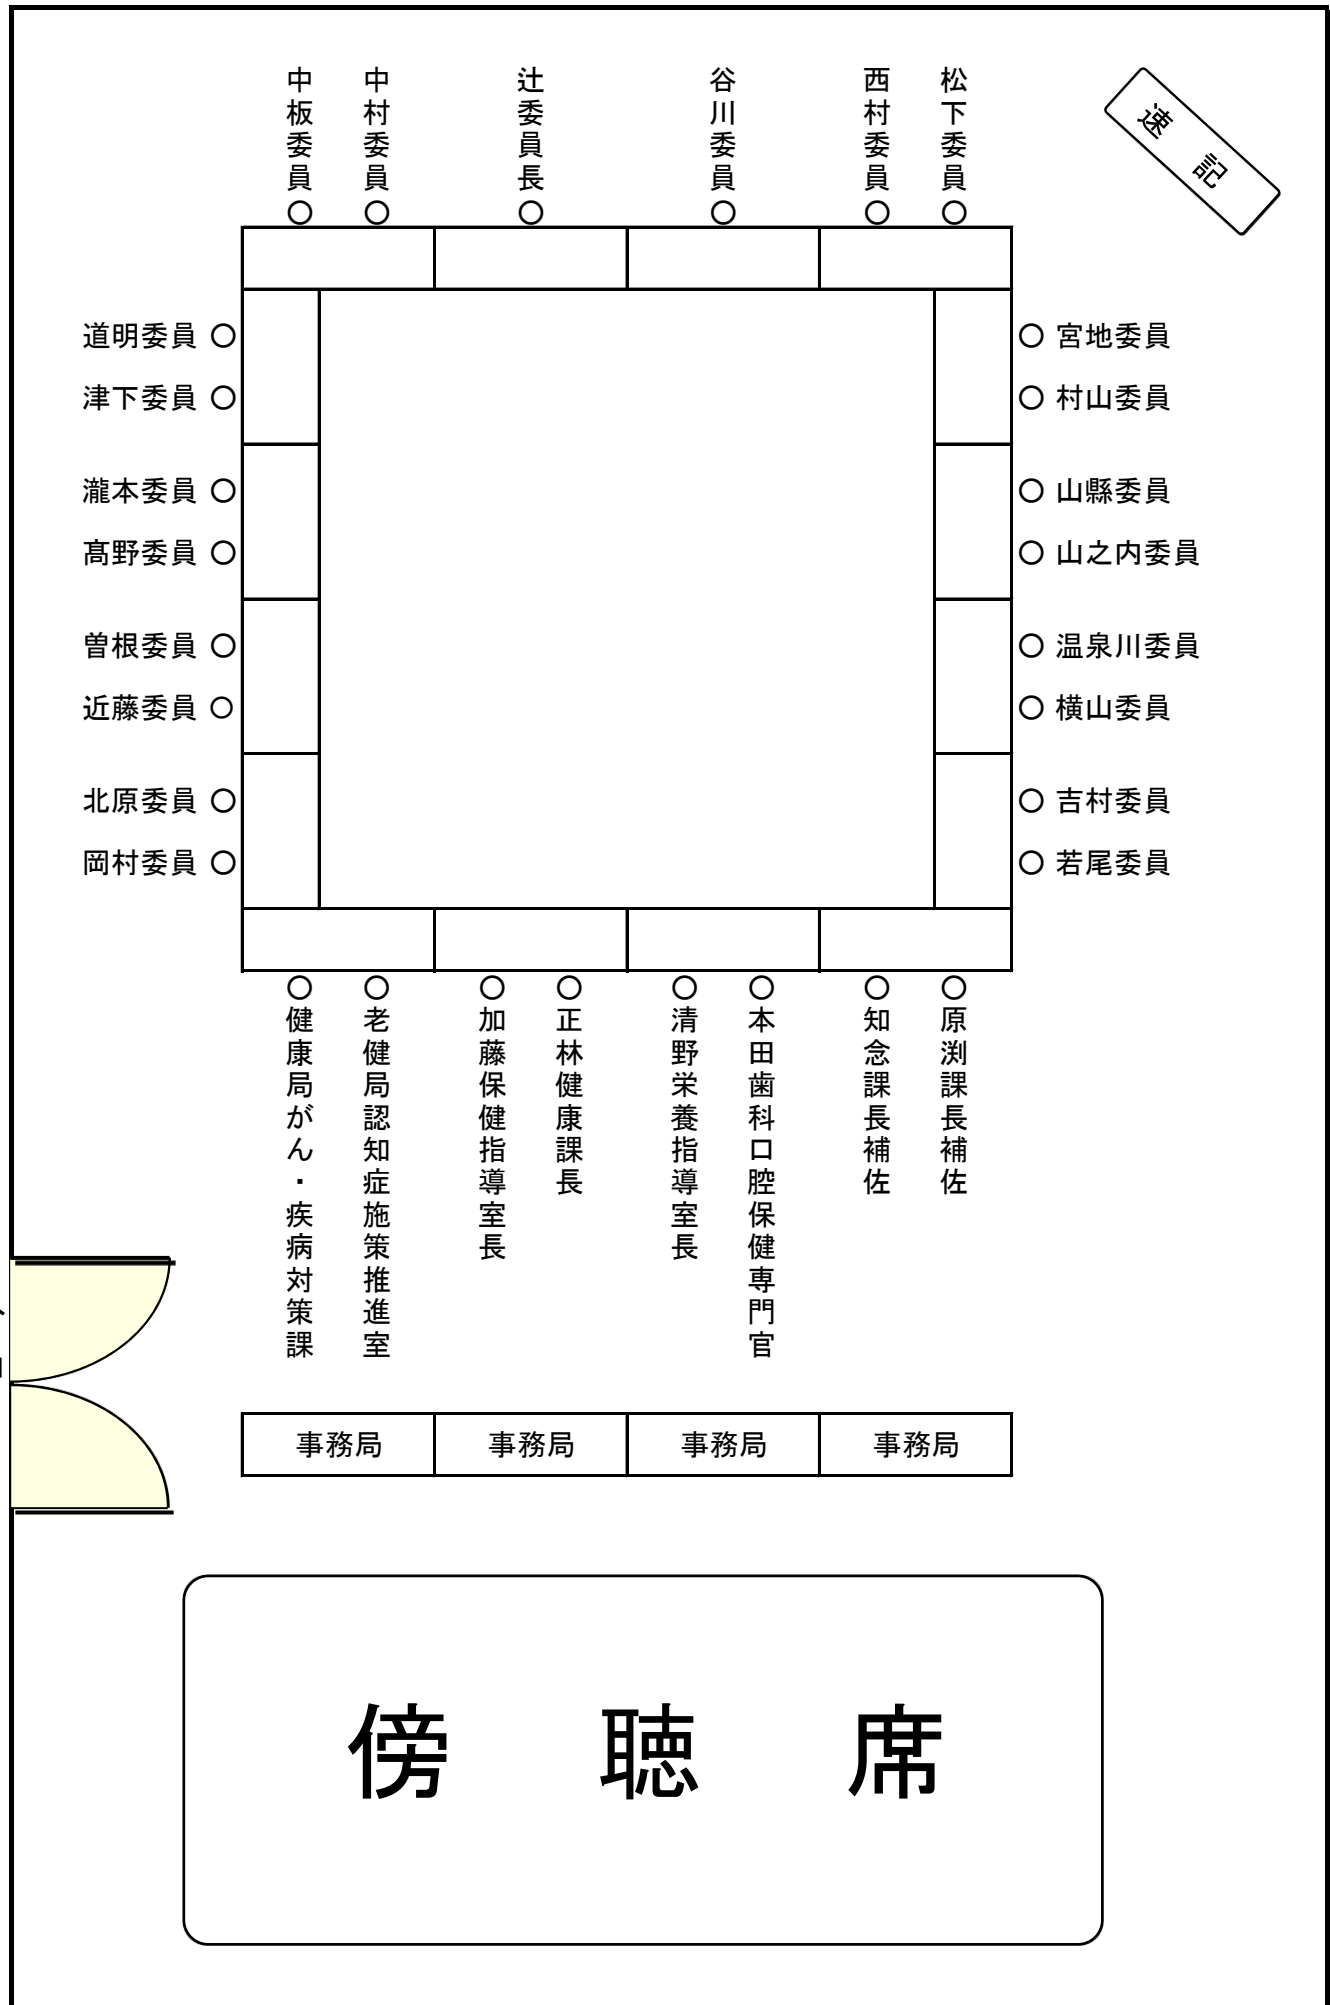 中板委員○
中村委員○
辻委員長○
谷川委員○
西村委員○
松下委員○
速記
道明委員 ○
津下委員 ○
瀧本委員 ○
髙野委員 ○
曽根委員 ○
近藤委員 ○
北原委員 ○
岡村委員 ○
○ 宮地委員
○ 村山委員
○ 山縣委員
○ 山之内委員
○ 温泉川委員
○ 横山委員
○ 吉村委員
○ 若尾委員
○健康局がん・疾病対策課
○老健局認知症施策推進室
○加藤保健指導室長
○正林健康課長
○清野栄養指導室長
○本田歯科口腔保健専門官
○知念課長補佐
○原渕課長補佐
事務局
事務局
事務局
事務局
傍聴席